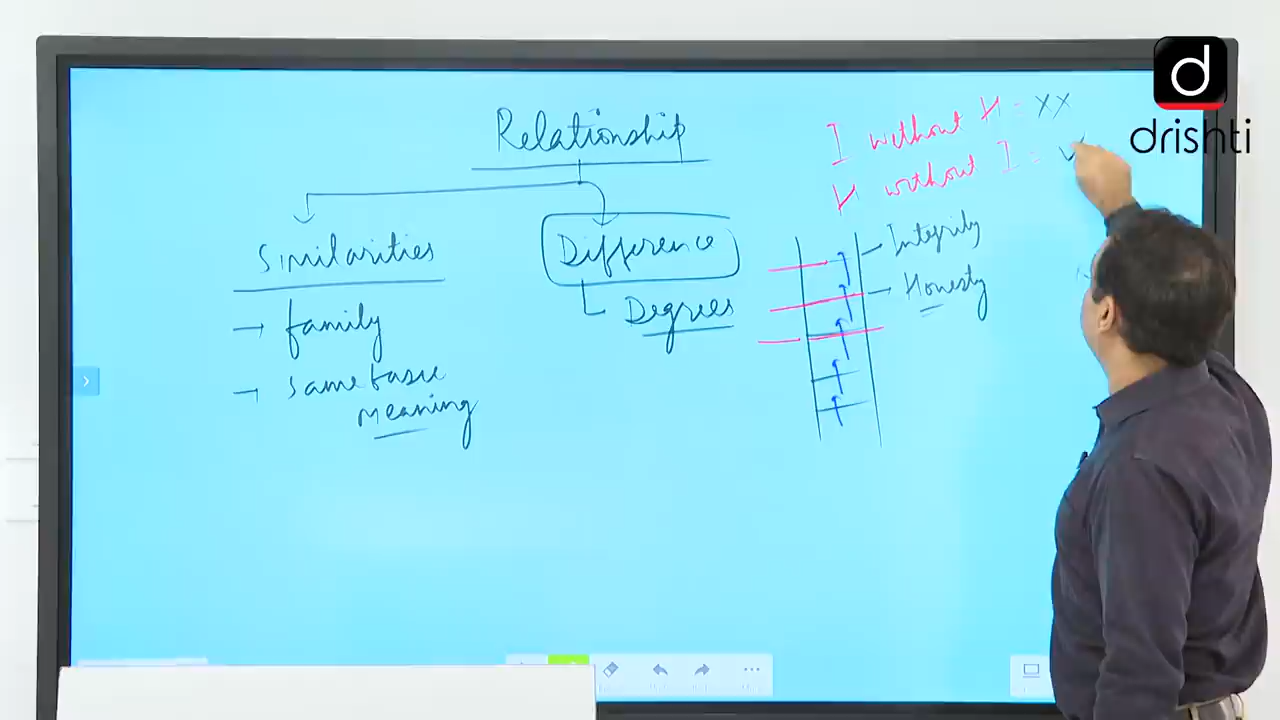 Relationship
Similarities
→ family
→ Same basic
meaning
Difference
Degrees
I without H = XX
H without I = ✓
Integrity
→ Honesty
d
drishti